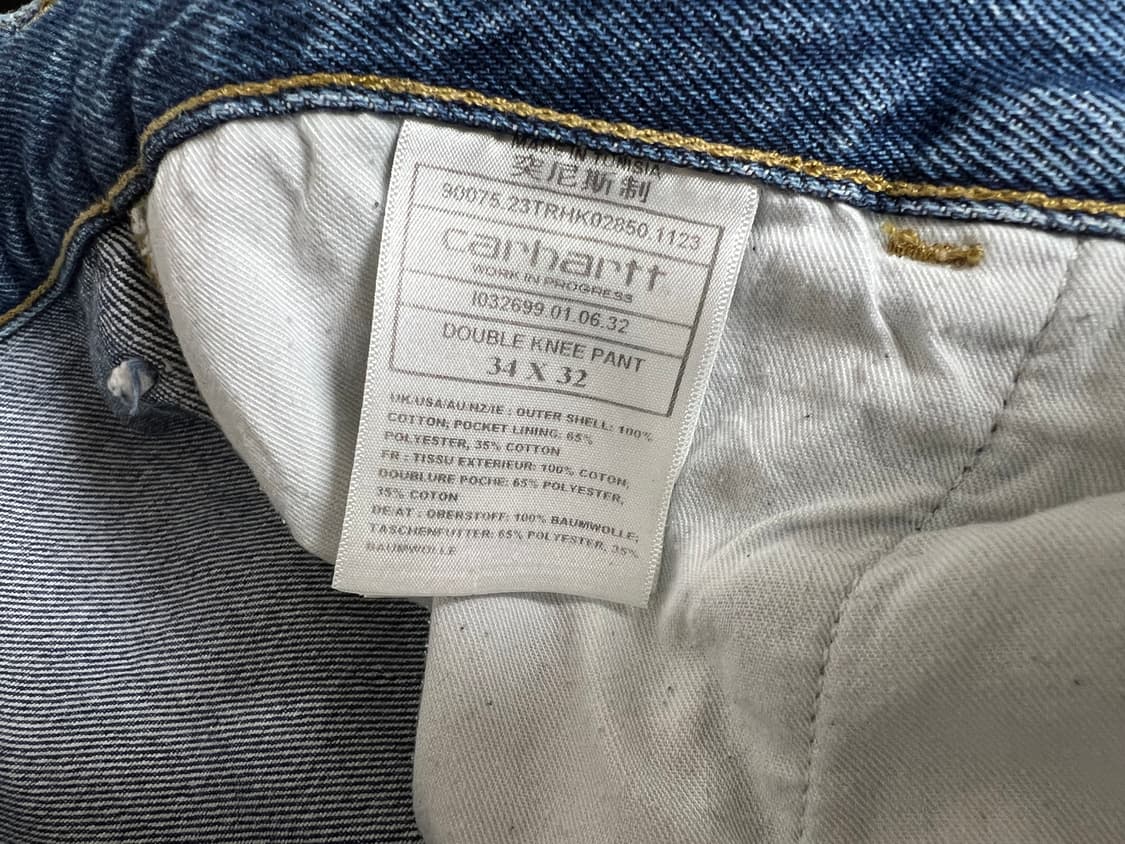 MADE IN TUNISIA
突尼斯制
90075.23TRHK02850.1123
carhartt
WORK IN PROGRESS
I032699.01.06.32
DOUBLE KNEE PANT
34 X 32
UK/USA/AU/NZ/IE : OUTER SHELL: 100%
COTTON; POCKET LINING: 65%
POLYESTER, 35% COTTON
FR : TISSU EXTERIEUR: 100% COTON;
DOUBLURE POCHE: 65% POLYESTER,
35% COTON
DE/AT : OBERSTOFF: 100% BAUMWOLLE;
TASCHENFUTTER: 65% POLYESTER, 35%
BAUMWOLLE